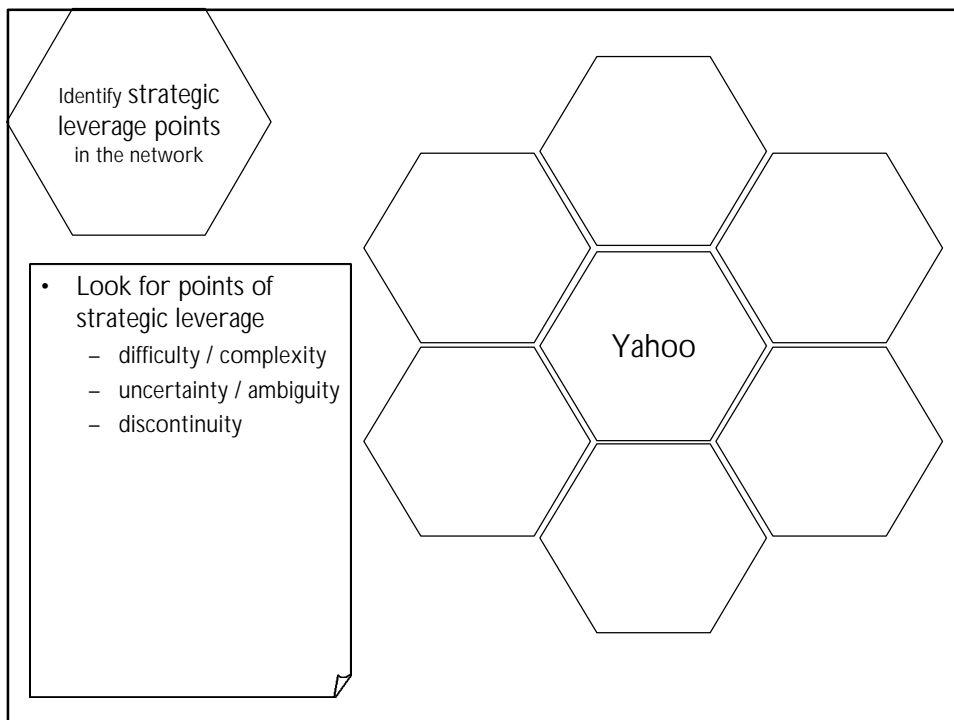 Identify strategic
leverage points
in the network
• Look for points of
strategic leverage
– difficulty / complexity
– uncertainty / ambiguity
– discontinuity
Yahoo